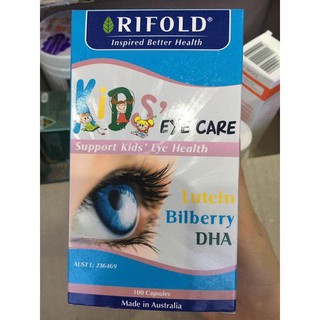 RIFOLD®
Inspired Better Health
KiDS' EYE CARE
Support Kids' Eye Health
Lutein
Bilberry
DHA
AUST L: 236469
100 Capsules
Made in Australia